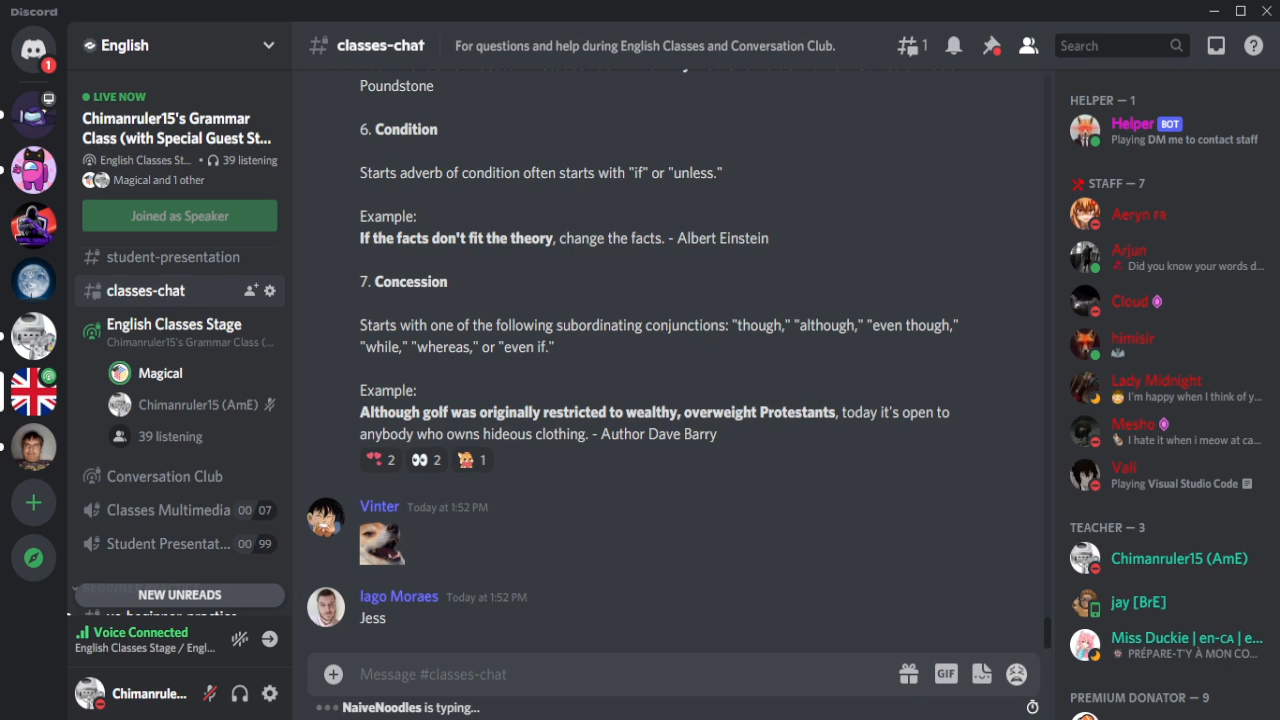 Discord
1
English
LIVE NOW
Chimanruler15's Grammar
Class (with Special Guest St...
English Classes St... • 39 listening
Magical and 1 other
Joined as Speaker
student-presentation
classes-chat
English Classes Stage
Chimanruler15's Grammar Class (...
Magical
Chimanruler15 (AmE)
39 listening
Conversation Club
Classes Multimedia 00 07
Student Presentat... 00 99
NEW UNREADS
Voice Connected
English Classes Stage / Engl...
Chimanrule...
classes-chat
For questions and help during English Classes and Conversation Club.
1
Search
Poundstone
6. Condition
Starts adverb of condition often starts with "if" or "unless."
Example:
If the facts don't fit the theory, change the facts. - Albert Einstein
7. Concession
Starts with one of the following subordinating conjunctions: "though," "although," "even though,"
"while," "whereas," or "even if."
Example:
Although golf was originally restricted to wealthy, overweight Protestants, today it's open to
anybody who owns hideous clothing. - Author Dave Barry
2 2 1
Vinter Today at 1:52 PM
Iago Moraes Today at 1:52 PM
Jess
Message #classes-chat
GIF
NaiveNoodles is typing...
HELPER — 1
Helper BOT
Playing DM me to contact staff
STAFF — 7
Aeryn FR
Arjun
Did you know your words d...
Cloud
himisir
Lady Midnight
I'm happy when I think of y...
Mesho
I hate it when i meow at ca...
Vali
Playing Visual Studio Code
TEACHER — 3
Chimanruler15 (AmE)
jay [BrE]
Miss Duckie | en-CA | e...
PRÉPARE-T'Y À MON CO...
PREMIUM DONATOR — 9